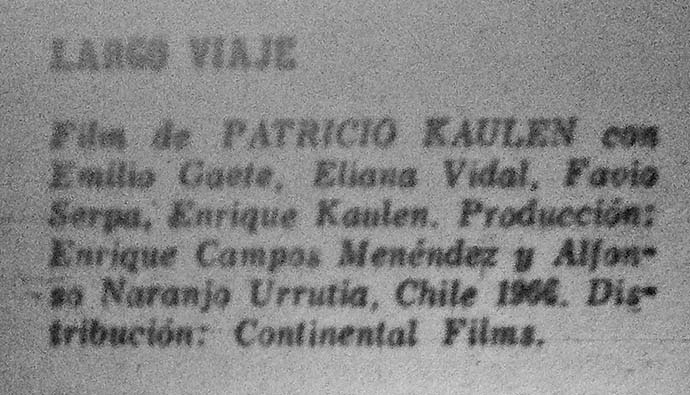 LARGO VIAJE
Film de PATRICIO KAULEN con
Emilio Gaete, Eliana Vidal, Favio
Serpa, Enrique Kaulen. Producción:
Enrique Campos Menéndez y Alfon-
so Naranjo Urrutia, Chile 1966. Dis-
tribución: Continental Films.